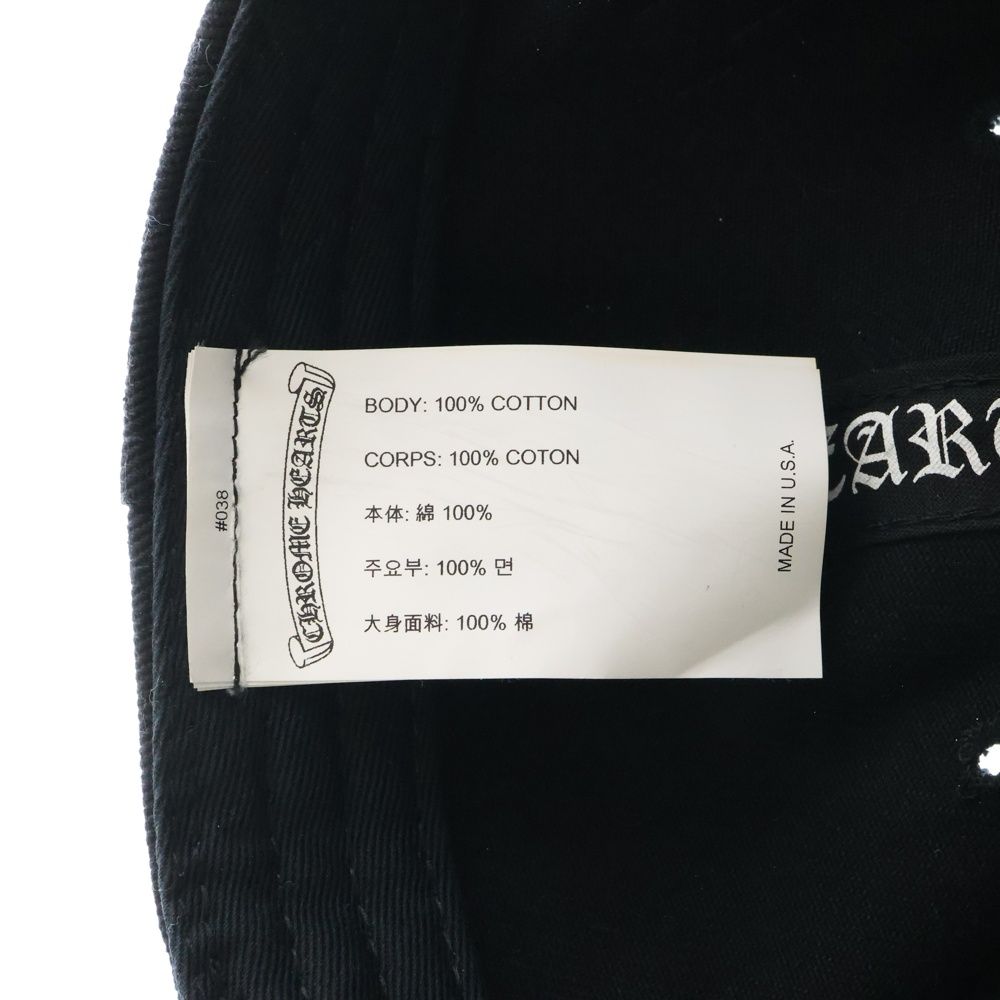 #038
CHROME HEARTS
BODY: 100% COTTON
CORPS: 100% COTON
本体: 綿 100%
주요부: 100% 면
大身面料: 100% 棉
MADE IN U.S.A.
EAR